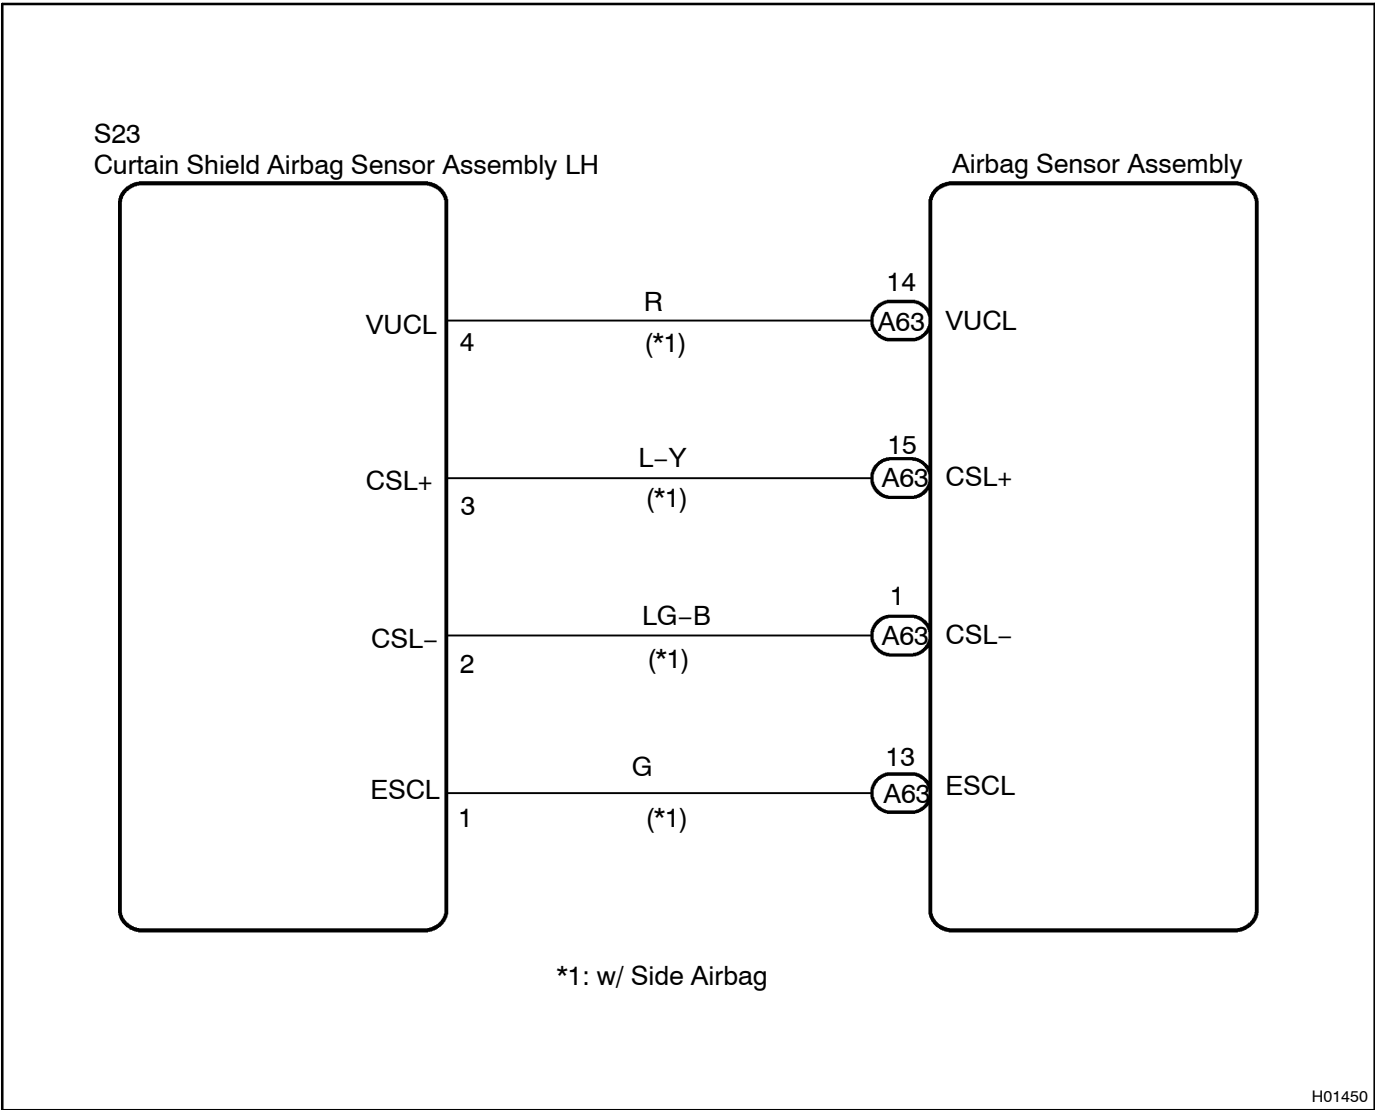 S23
Curtain Shield Airbag Sensor Assembly LH
Airbag Sensor Assembly
14
R
VUCL
A63
VUCL
4
(*1)
15
L−Y
CSL+
A63
CSL+
3
(*1)
1
LG−B
CSL−
A63
CSL−
2
(*1)
13
G
ESCL
A63
ESCL
1
(*1)
*1: w/ Side Airbag
H01450